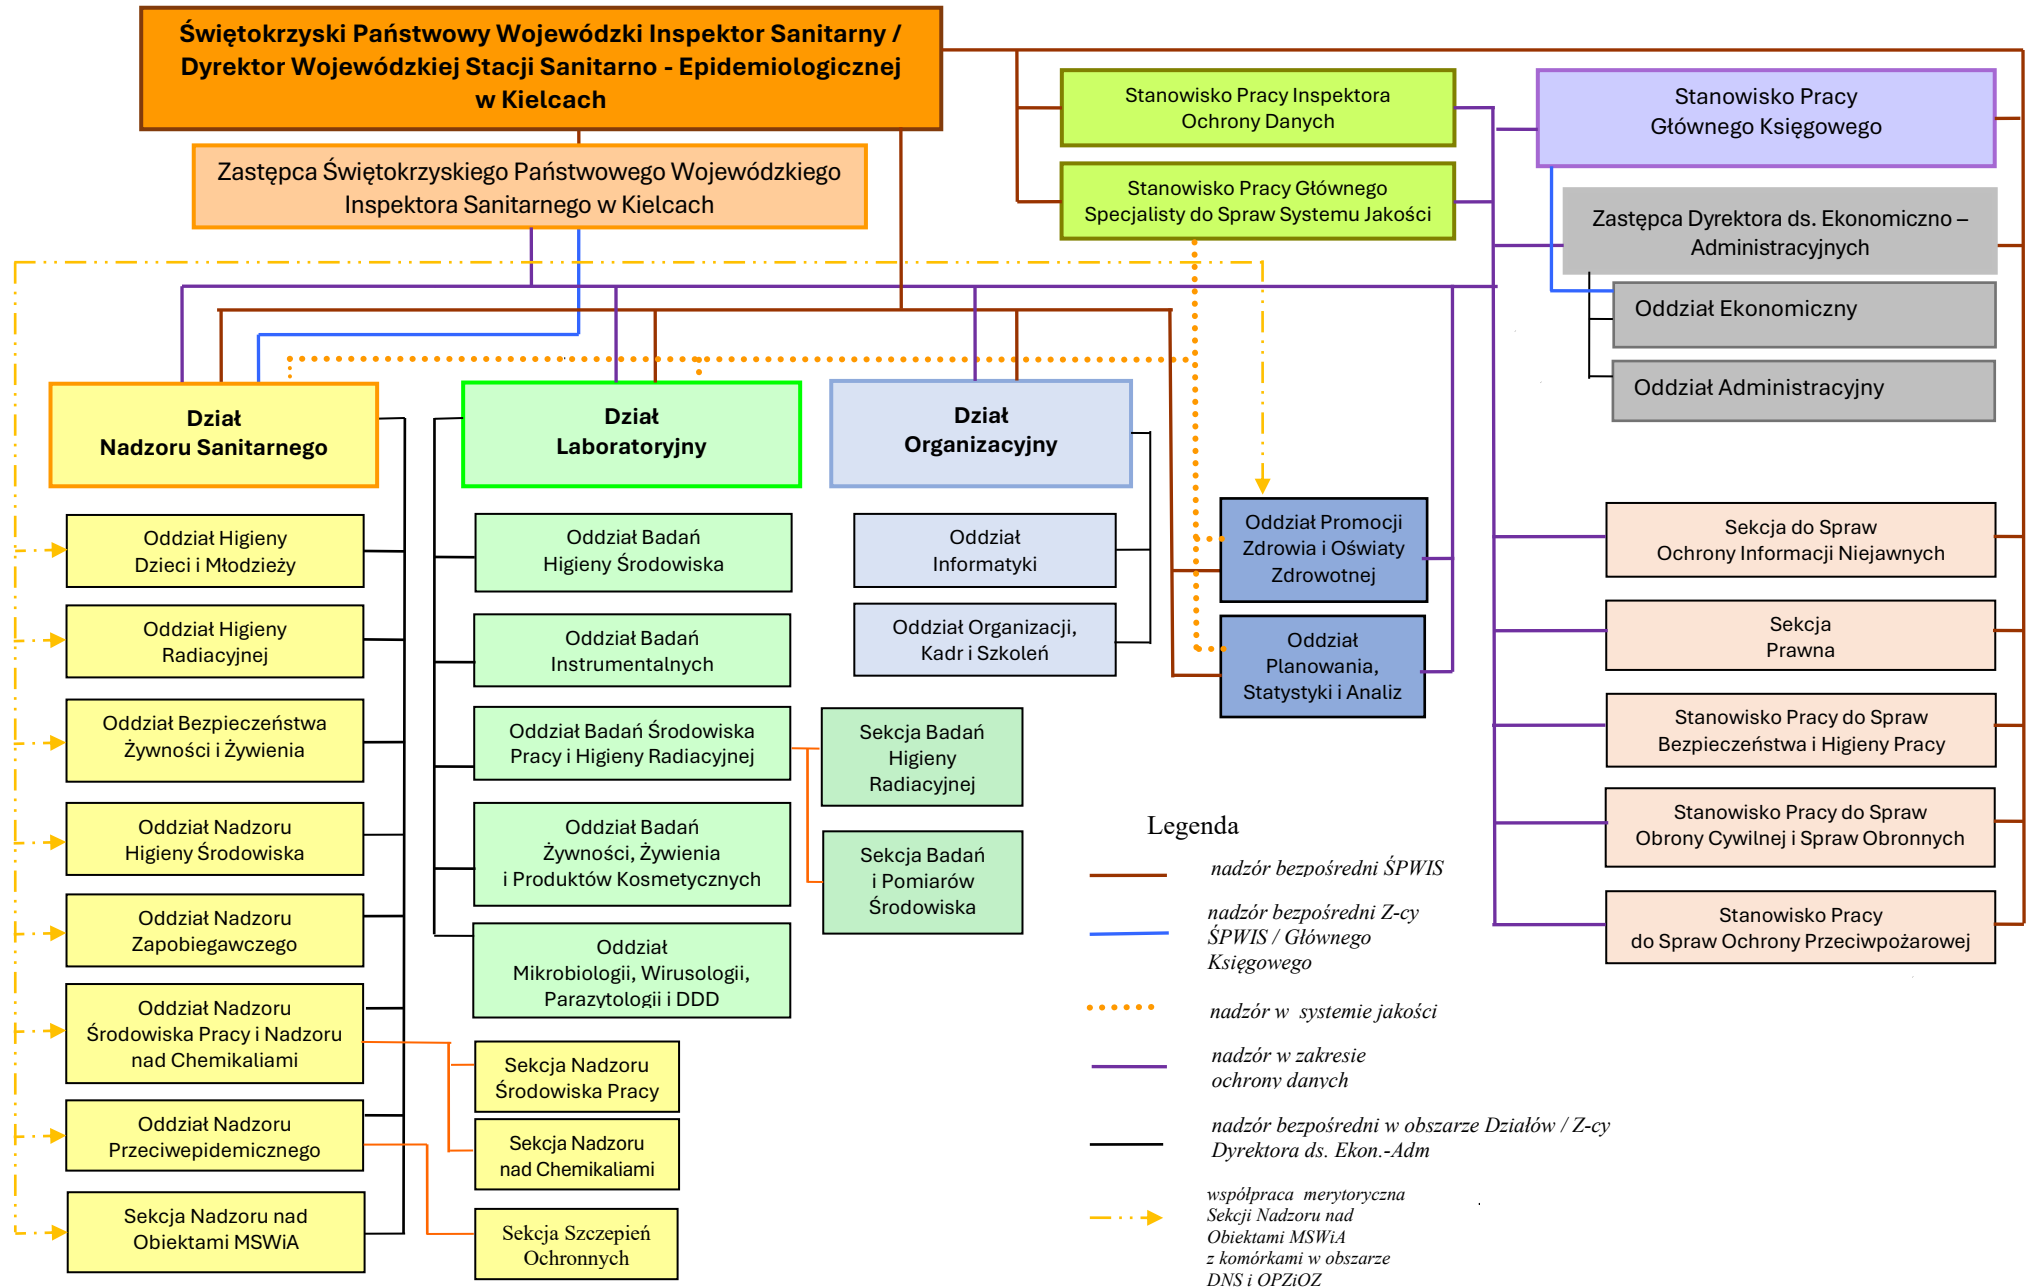 Świętokrzyski Państwowy Wojewódzki Inspektor Sanitarny /
Dyrektor Wojewódzkiej Stacji Sanitarno - Epidemiologicznej
w Kielcach
Zastępca Świętokrzyskiego Państwowego Wojewódzkiego
Inspektora Sanitarnego w Kielcach
Stanowisko Pracy Inspektora
Ochrony Danych
Stanowisko Pracy Głównego
Specjalisty do Spraw Systemu Jakości
Stanowisko Pracy
Głównego Księgowego
Zastępca Dyrektora ds. Ekonomiczno –
Administracyjnych
Oddział Ekonomiczny
Oddział Administracyjny
Dział
Nadzoru Sanitarnego
Oddział Higieny
Dzieci i Młodzieży
Oddział Higieny
Radiacyjnej
Oddział Bezpieczeństwa
Żywności i Żywienia
Oddział Nadzoru
Higieny Środowiska
Oddział Nadzoru
Zapobiegawczego
Oddział Nadzoru
Środowiska Pracy i Nadzoru
nad Chemikaliami
Oddział Nadzoru
Przeciwepidemicznego
Sekcja Nadzoru nad
Obiektami MSWiA
Sekcja Nadzoru
Środowiska Pracy
Sekcja Nadzoru
nad Chemikaliami
Sekcja Szczepień
Ochronnych
Dział
Laboratoryjny
Oddział Badań
Higieny Środowiska
Oddział Badań
Instrumentalnych
Oddział Badań Środowiska
Pracy i Higieny Radiacyjnej
Oddział Badań
Żywności, Żywienia
i Produktów Kosmetycznych
Oddział
Mikrobiologii, Wirusologii,
Parazytologii i DDD
Sekcja Badań
Higieny
Radiacyjnej
Sekcja Badań
i Pomiarów
Środowiska
Dział
Organizacyjny
Oddział
Informatyki
Oddział Organizacji,
Kadr i Szkoleń
Oddział Promocji
Zdrowia i Oświaty
Zdrowotnej
Oddział
Planowania,
Statystyki i Analiz
Sekcja do Spraw
Ochrony Informacji Niejawnych
Sekcja
Prawna
Stanowisko Pracy do Spraw
Bezpieczeństwa i Higieny Pracy
Stanowisko Pracy do Spraw
Obrony Cywilnej i Spraw Obronnych
Stanowisko Pracy
do Spraw Ochrony Przeciwpożarowej
Legenda
nadzór bezpośredni ŚPWIS
nadzór bezpośredni Z-cy
ŚPWIS / Głównego
Księgowego
nadzór w systemie jakości
nadzór w zakresie
ochrony danych
nadzór bezpośredni w obszarze Działów / Z-cy
Dyrektora ds. Ekon.-Adm
współpraca merytoryczna
Sekcji Nadzoru nad
Obiektami MSWiA
z komórkami w obszarze
DNS i OPZiOZ